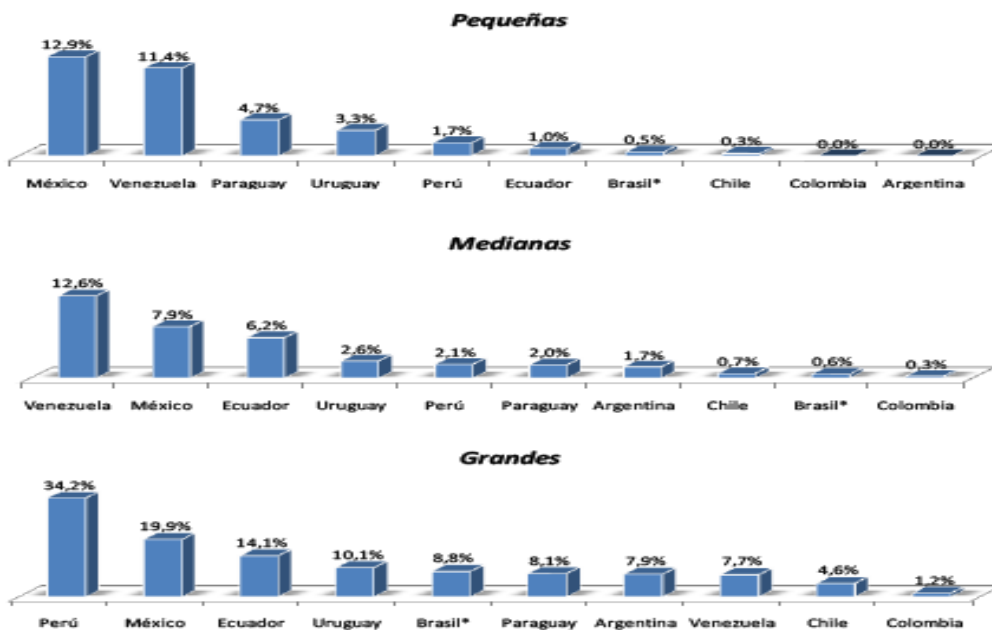 Pequeñas
12,9% 11,4% 4,7% 3,3% 1,7% 1,0% 0,5% 0,3% 0,0% 0,0%
México Venezuela Paraguay Uruguay Perú Ecuador Brasil* Chile Colombia Argentina
Medianas
12,6% 7,9% 6,2% 2,6% 2,1% 2,0% 1,7% 0,7% 0,6% 0,3%
Venezuela México Ecuador Uruguay Perú Paraguay Argentina Chile Brasil* Colombia
Grandes
34,2% 19,9% 14,1% 10,1% 8,8% 8,1% 7,9% 7,7% 4,6% 1,2%
Perú México Ecuador Uruguay Brasil* Paraguay Argentina Venezuela Chile Colombia